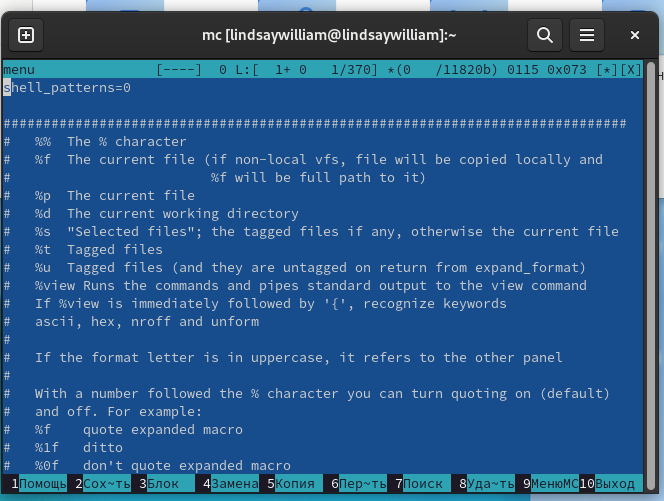 mc [lindsaywilliam@lindsaywilliam]:~
menu [----] 0 L:[ 1+ 0 1/370] *(0 /11820b) 0115 0x073 [*][X]
shell_patterns=0
##############################################################################
# %% The % character
# %f The current file (if non-local vfs, file will be copied locally and
# %f will be full path to it)
# %p The current file
# %d The current working directory
# %s "Selected files"; the tagged files if any, otherwise the current file
# %t Tagged files
# %u Tagged files (and they are untagged on return from expand_format)
# %view Runs the commands and pipes standard output to the view command
# If %view is immediately followed by '{', recognize keywords
# ascii, hex, nroff and unform
#
# If the format letter is in uppercase, it refers to the other panel
#
# With a number followed the % character you can turn quoting on (default)
# and off. For example:
# %f quote expanded macro
# %1f ditto
# %0f don't quote expanded macro
1Помощь 2Сох~ть 3Блок 4Замена 5Копия 6Пер~ть 7Поиск 8Уда~ть 9МенюMC 10Выход